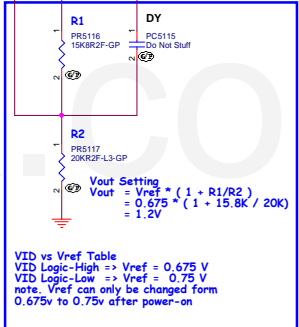 R1
DY
1
1
PR5116
15K8R2F-GP
PC5115
Do Not Stuff
2
2
R2
1
PR5117
20KR2F-L3-GP
2
Vout Setting
Vout = Vref * ( 1 + R1/R2 )
= 0.675 * ( 1 + 15.8K / 20K)
= 1.2V
VID vs Vref Table
VID Logic-High => Vref = 0.675 V
VID Logic-Low => Vref = 0.75 V
note. Vref can only be changed form
0.675v to 0.75v after power-on
.CO